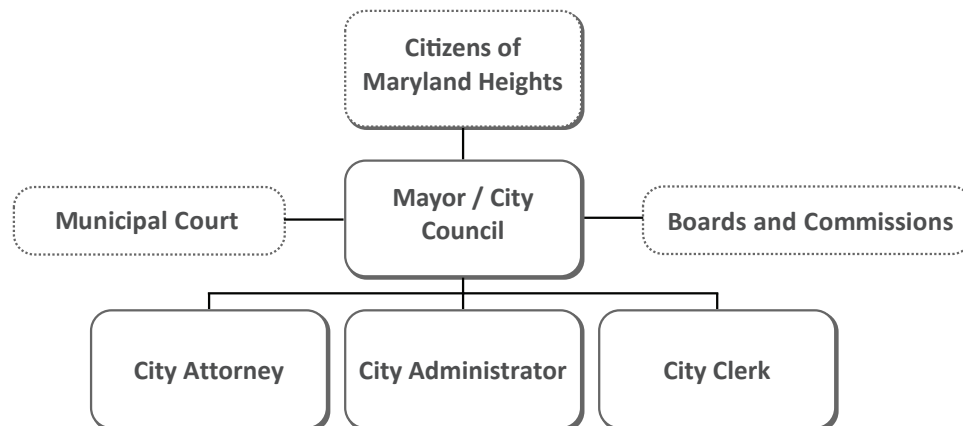 Citizens of
Maryland Heights
Mayor / City
Council
Municipal Court
Boards and Commissions
City Attorney
City Administrator
City Clerk